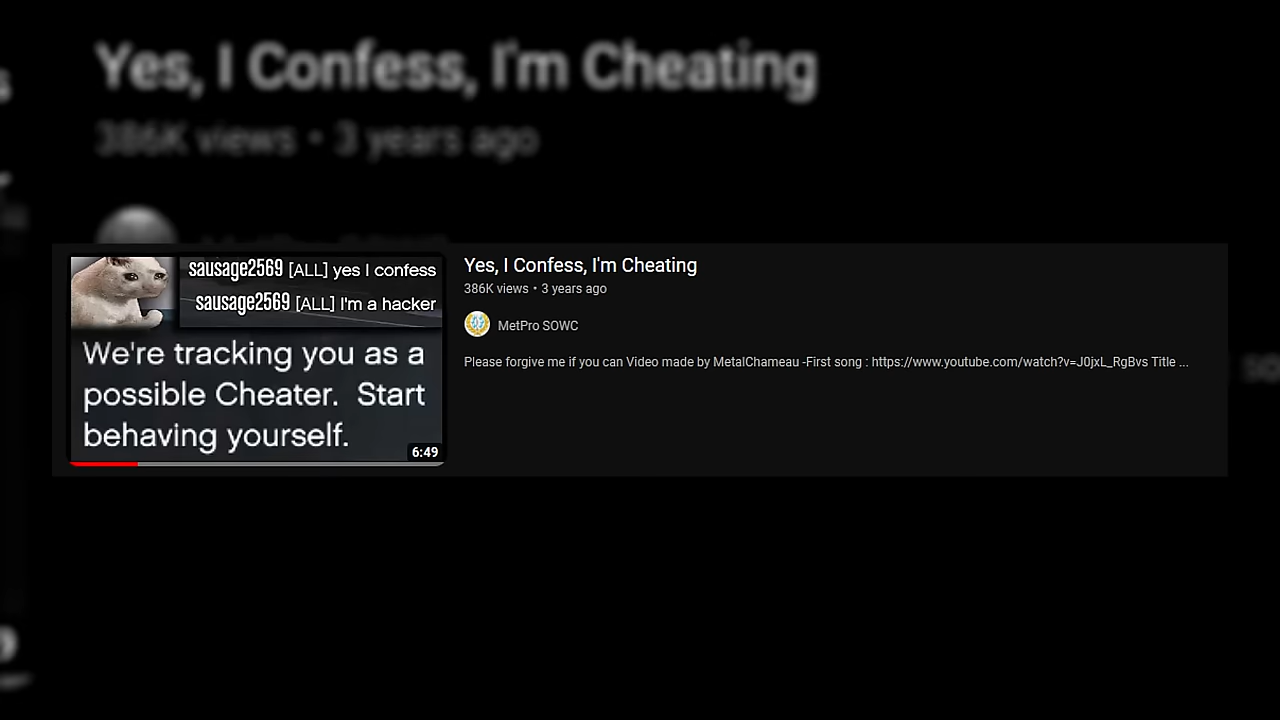 Yes, I Confess, I'm Cheating
386K views • 3 years ago
sausage2569 [ALL] yes I confess
sausage2569 [ALL] I'm a hacker
We're tracking you as a
possible Cheater.  Start
behaving yourself.
6:49
Yes, I Confess, I'm Cheating
386K views • 3 years ago
MetPro SOWC
Please forgive me if you can Video made by MetalChameau -First song : https://www.youtube.com/watch?v=J0jxL_RgBvs Title ...